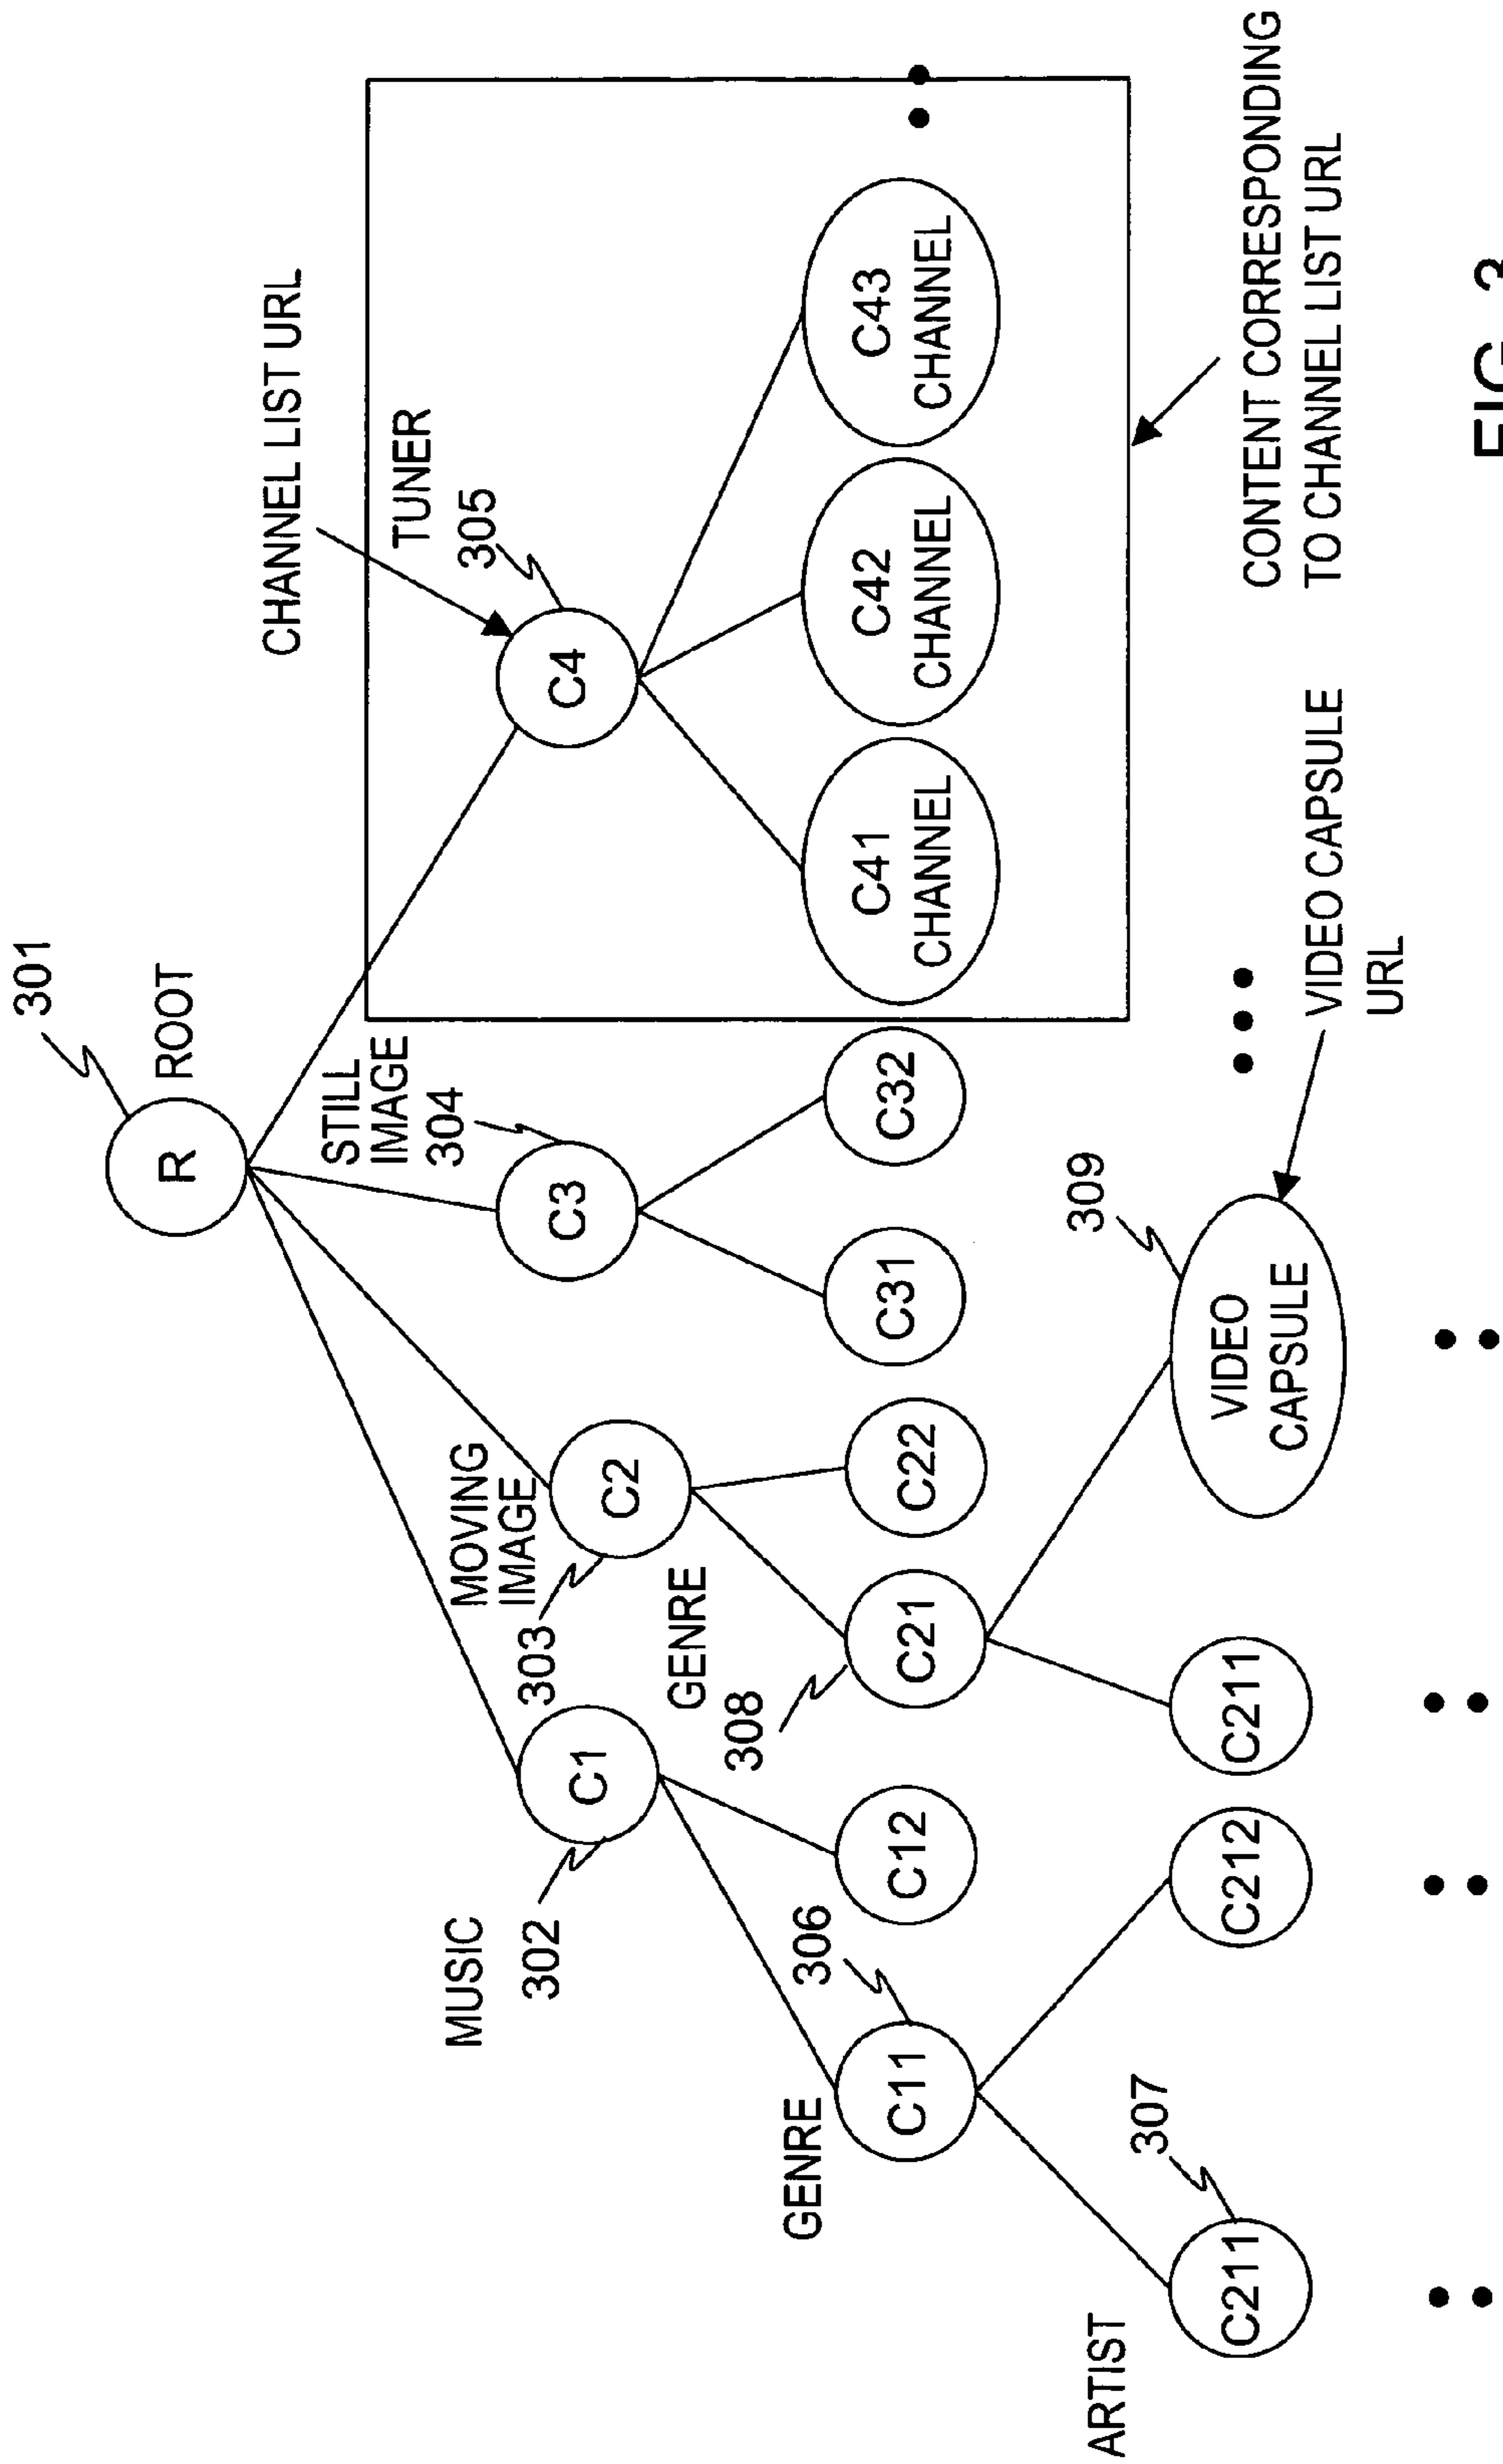 301
R
ROOT
CHANNEL LIST URL
STILL
IMAGE
304
C3
TUNER
305
C4
MOVING
IMAGE
303
C2
MUSIC
302
C1
GENRE
308
C21
C22
C31
C32
C41
CHANNEL
C42
CHANNEL
C43
CHANNEL
GENRE
306
C11
C12
ARTIST
307
C211
C212
C211
309
VIDEO
CAPSULE
VIDEO CAPSULE
URL
CONTENT CORRESPONDING
TO CHANNEL LIST URL
FIG. 3